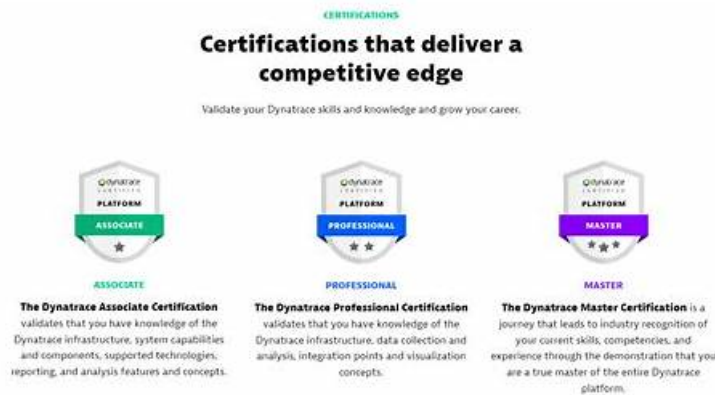 CERTIFICATIONS
Certifications that deliver a
competitive edge
Validate your Dynatrace skills and knowledge and grow your career.
dynatrace
CERTIFIED
PLATFORM
ASSOCIATE
dynatrace
CERTIFIED
PLATFORM
PROFESSIONAL
dynatrace
CERTIFIED
PLATFORM
MASTER
ASSOCIATE
The Dynatrace Associate Certification
validates that you have knowledge of the
Dynatrace infrastructure, system capabilities
and components, supported technologies,
reporting, and analysis features and concepts.
PROFESSIONAL
The Dynatrace Professional Certification
validates that you have knowledge of the
Dynatrace infrastructure, data collection and
analysis, integration points and visualization
concepts.
MASTER
The Dynatrace Master Certification is a
journey that leads to industry recognition of
your current skills, competencies, and
experience through the demonstration that you
are a true master of the entire Dynatrace
platform.